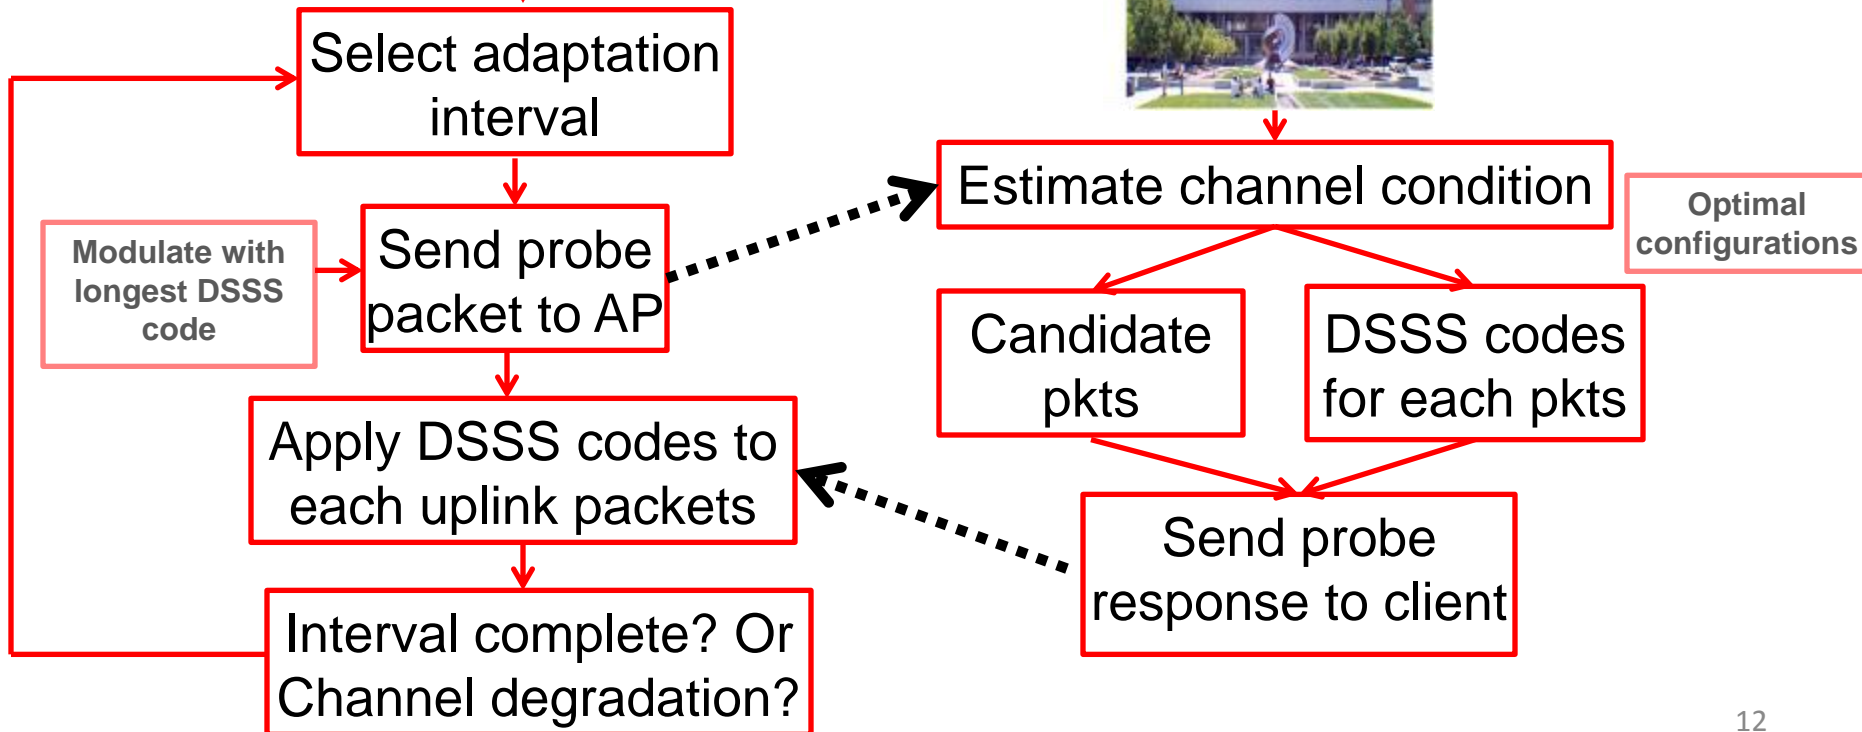 Select adaptation
interval
Modulate with
longest DSSS
code
Send probe
packet to AP
Apply DSSS codes to
each uplink packets
Interval complete? Or
Channel degradation?
Estimate channel condition
Optimal
configurations
Candidate
pkts
DSSS codes
for each pkts
Send probe
response to client
12